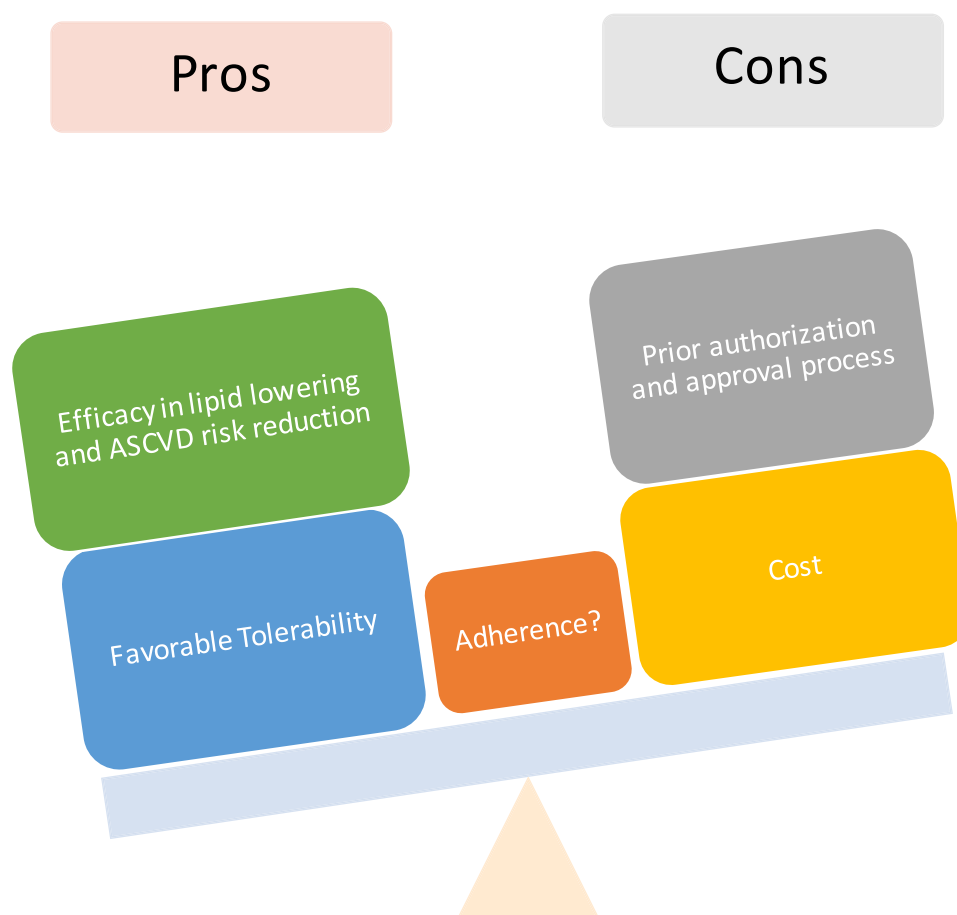 Pros
Cons
Efficacy in lipid lowering
and ASCVD risk reduction
Favorable Tolerability
Adherence?
Prior authorization
and approval process
Cost